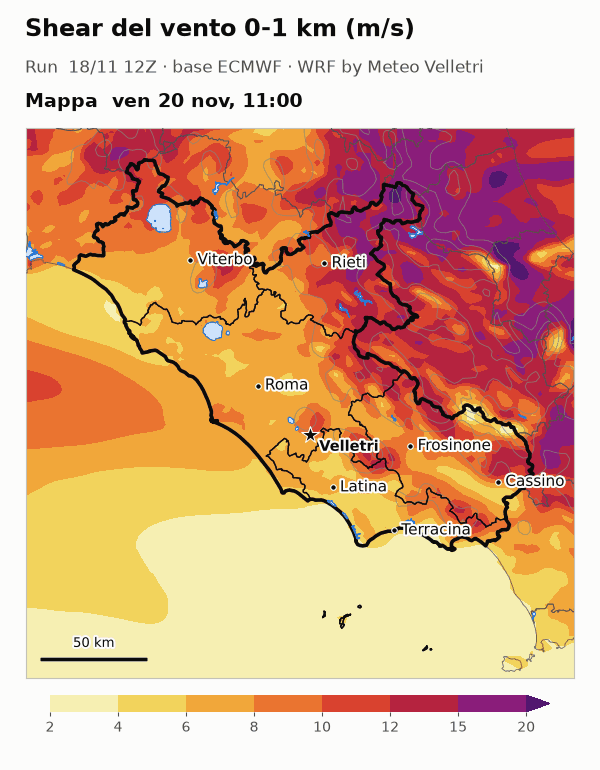 Shear del vento 0-1 km (m/s)
Run  18/11 12Z · base ECMWF · WRF by Meteo Velletri
Mappa  ven 20 nov, 11:00
Viterbo
Rieti
Roma
Velletri
Frosinone
Latina
Cassino
Terracina
50 km
2 4 6 8 10 12 15 20